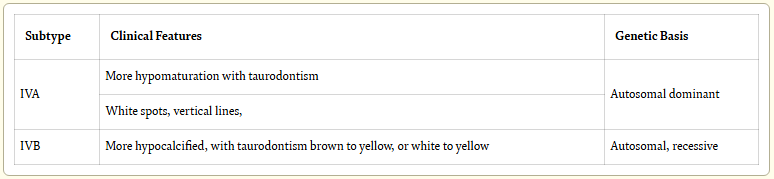 Subtype Clinical Features Genetic Basis
More hypomaturation with taurodontism
IVA Autosomal dominant
White spots, vertical lines,
IVB More hypocalcified, with taurodontism brown to yellow, or white to yellow Autosomal, recessive